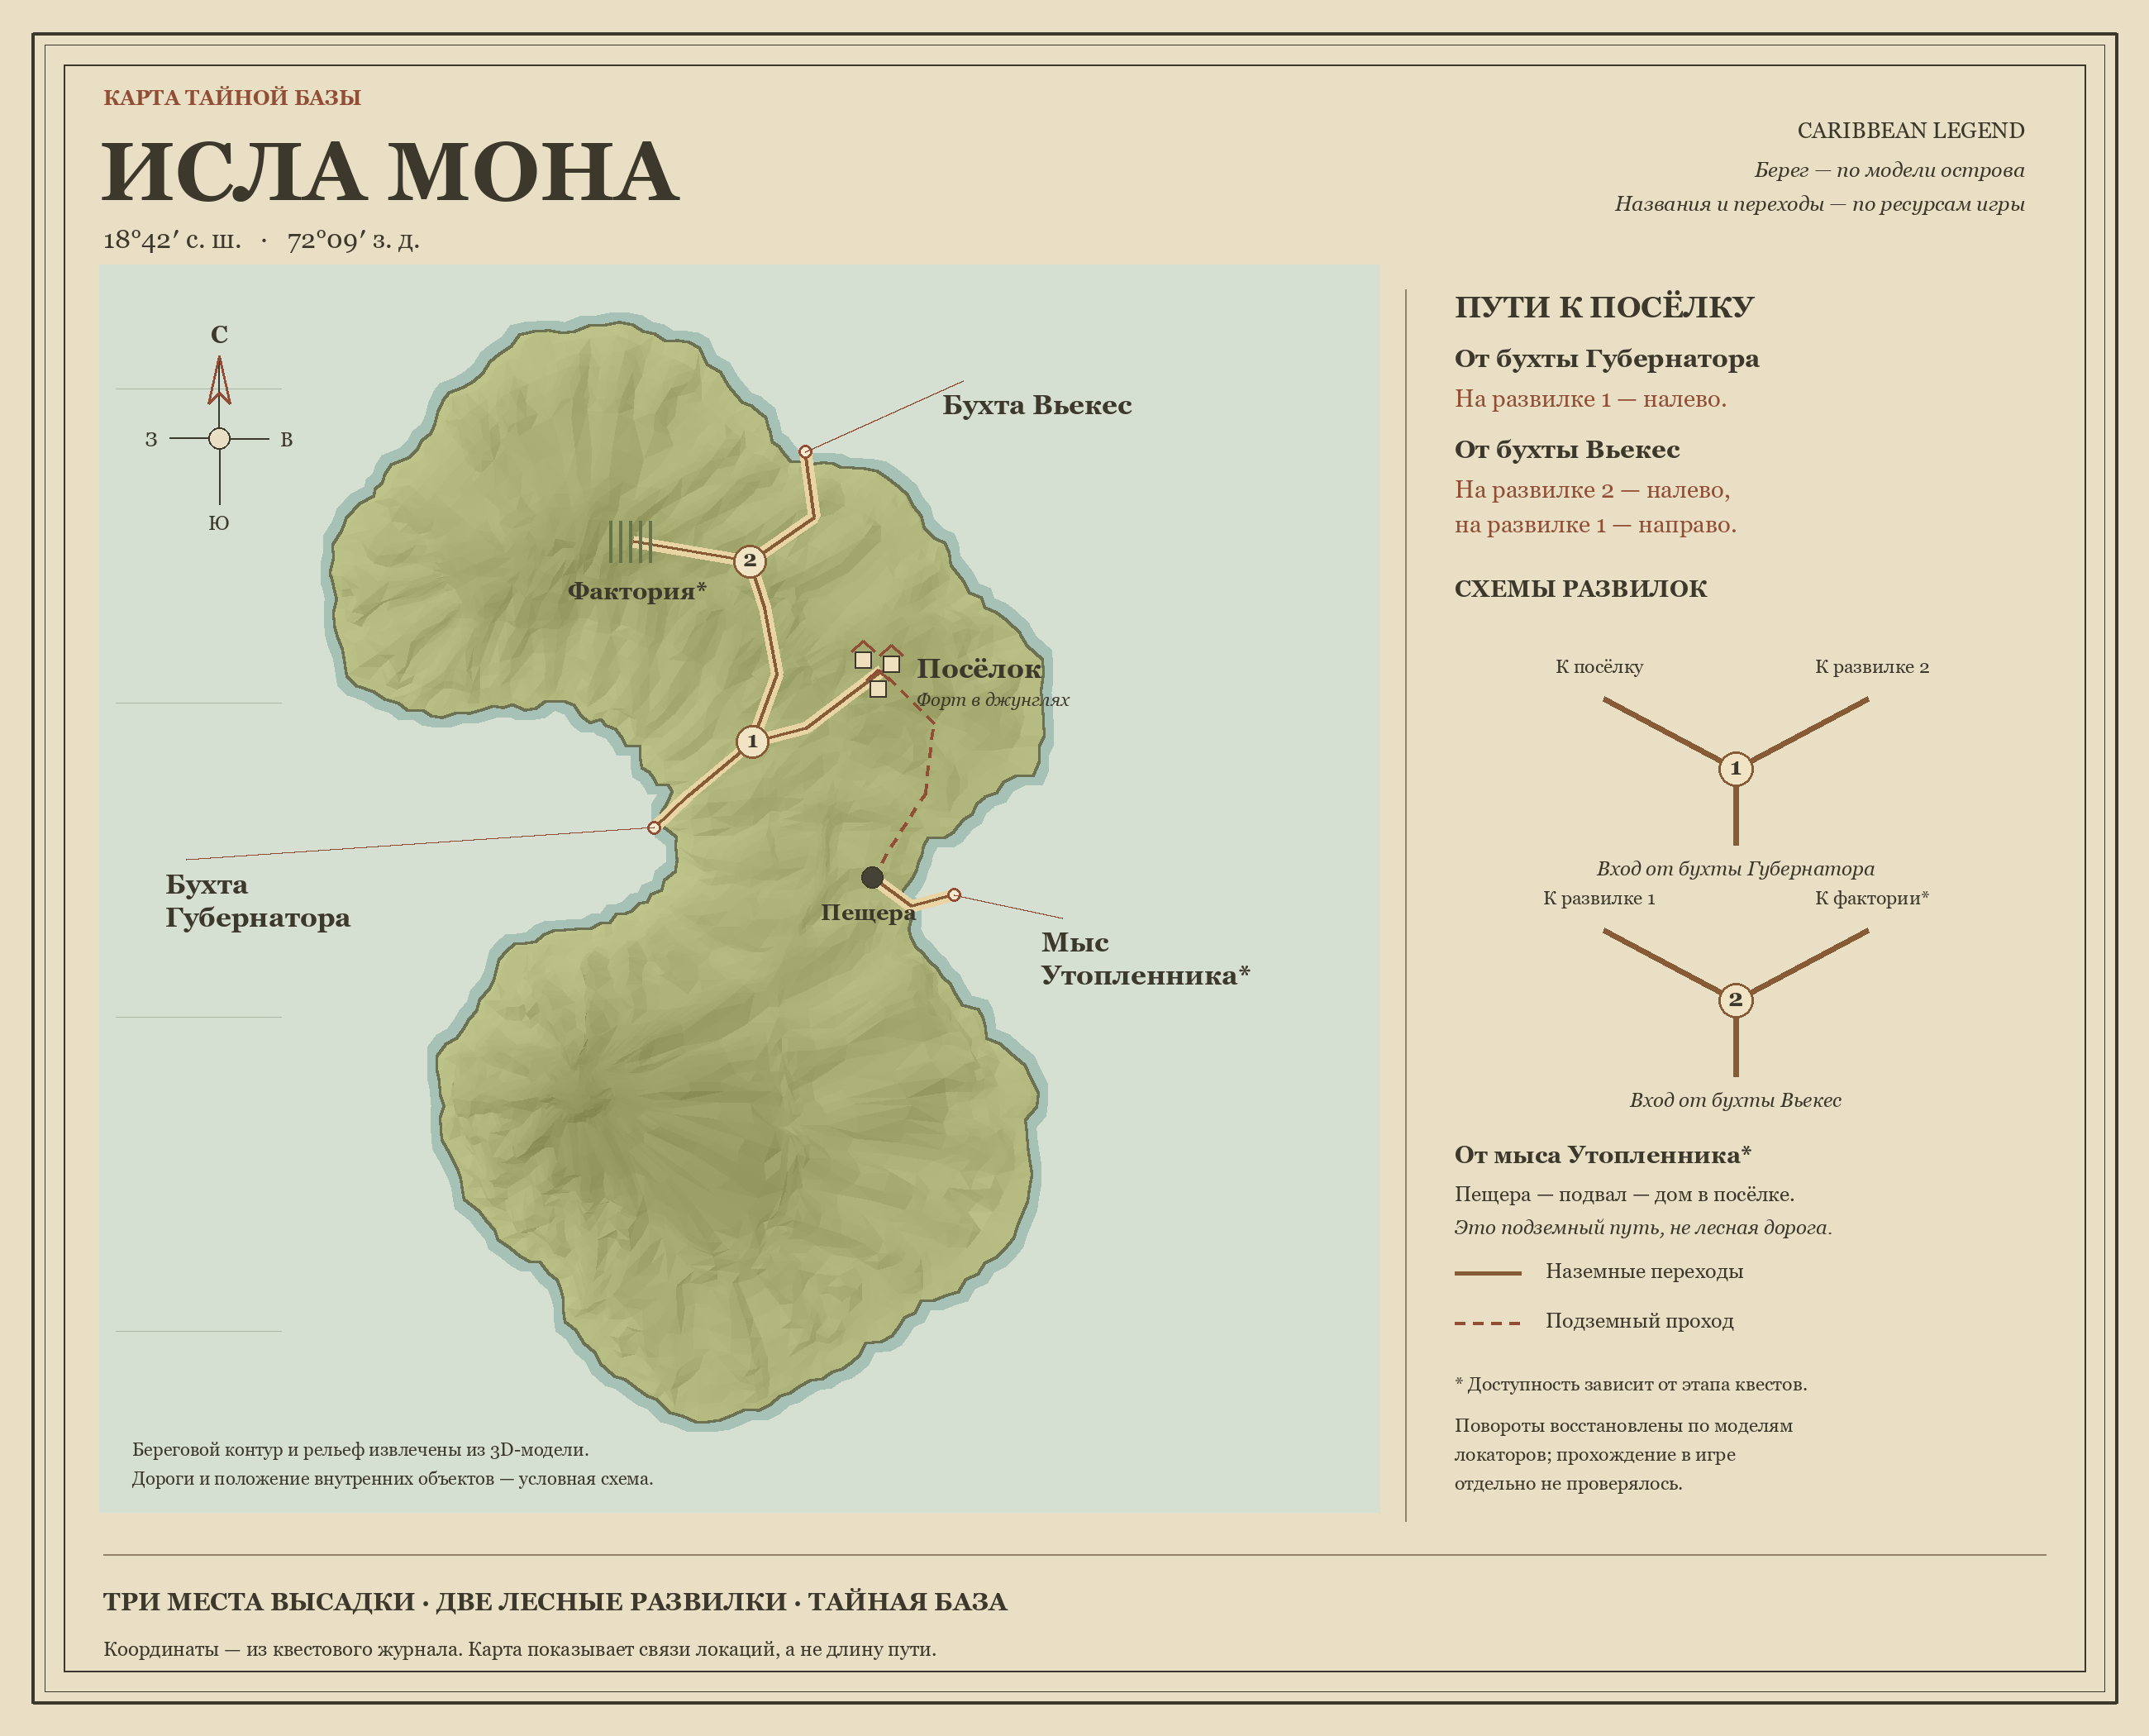 КАРТА ТАЙНОЙ БАЗЫ
ИСЛА МОНА
18°42′ с. ш. · 72°09′ з. д.
CARIBBEAN LEGEND
Берег — по модели острова
Названия и переходы — по ресурсам игры
С
З
В
Ю
Бухта Вьекес
2
Фактория*
Посёлок
Форт в джунглях
1
Бухта
Губернатора
Пещера
Мыс
Утопленника*
Береговой контур и рельеф извлечены из 3D-модели.
Дороги и положение внутренних объектов — условная схема.
ПУТИ К ПОСЁЛКУ
От бухты Губернатора
На развилке 1 — налево.
От бухты Вьекес
На развилке 2 — налево,
на развилке 1 — направо.
СХЕМЫ РАЗВИЛОК
К посёлку
К развилке 2
1
Вход от бухты Губернатора
К развилке 1
К фактории*
2
Вход от бухты Вьекес
От мыса Утопленника*
Пещера — подвал — дом в посёлке.
Это подземный путь, не лесная дорога.
Наземные переходы
Подземный проход
* Доступность зависит от этапа квестов.
Повороты восстановлены по моделям
локаторов; прохождение в игре
отдельно не проверялось.
ТРИ МЕСТА ВЫСАДКИ · ДВЕ ЛЕСНЫЕ РАЗВИЛКИ · ТАЙНАЯ БАЗА
Координаты — из квестового журнала. Карта показывает связи локаций, а не длину пути.